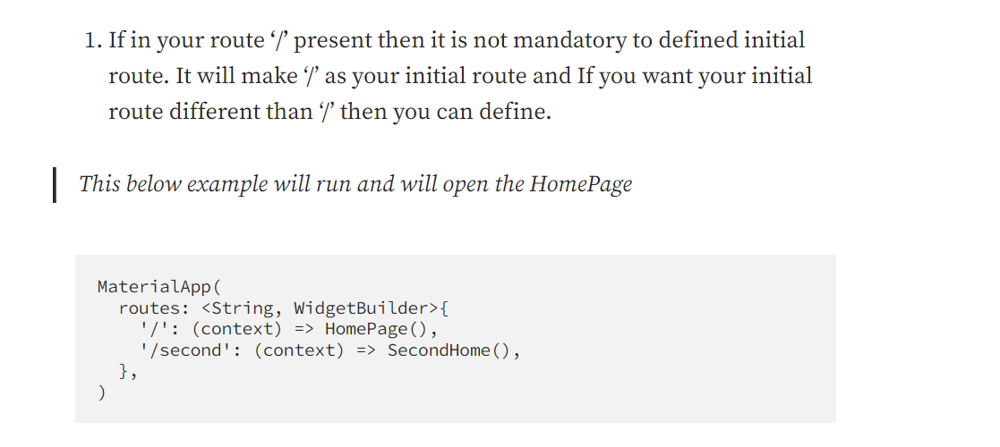 1. If in your route ‘/’ present then it is not mandatory to defined initial
route. It will make ‘/’ as your initial route and If you want your initial
route different than ‘/’ then you can define.
This below example will run and will open the HomePage
MaterialApp(
  routes: <String, WidgetBuilder>{
    '/': (context) => HomePage(),
    '/second': (context) => SecondHome(),
  },
)